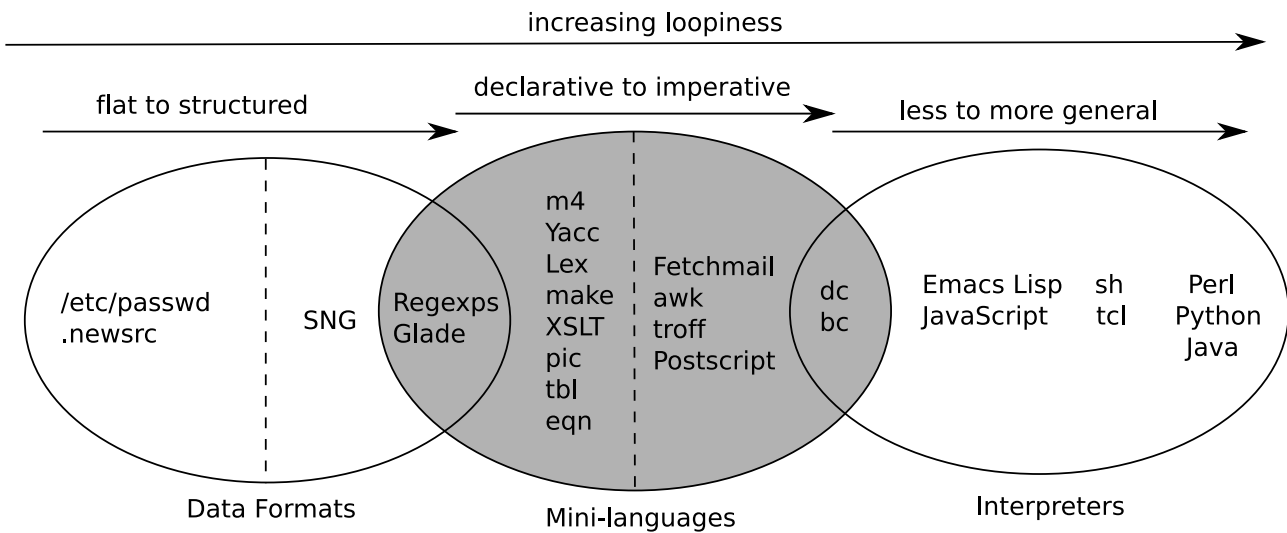 increasing loopiness
flat to structured
declarative to imperative
less to more general
/etc/passwd
.newsrc
SNG
Regexps
Glade
m4
Yacc
Lex
make
XSLT
pic
tbl
eqn
Fetchmail
awk
troff
Postscript
dc
bc
Emacs Lisp
JavaScript
sh
tcl
Perl
Python
Java
Data Formats
Mini-languages
Interpreters